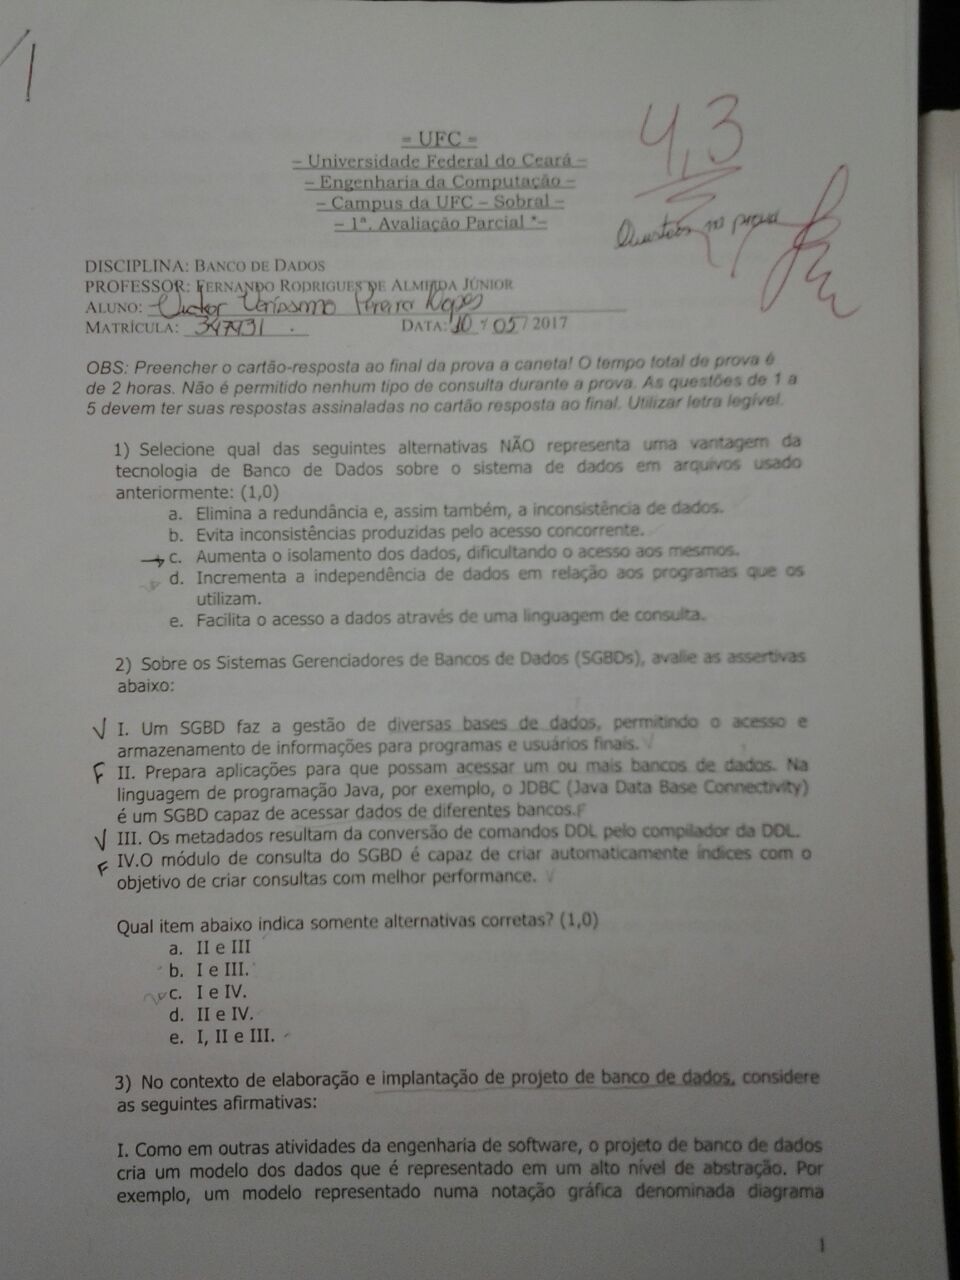 4,3
= UFC =
– Universidade Federal do Ceará –
– Engenharia da Computação –
– Campus da UFC – Sobral –
– 1ª. Avaliação Parcial *–
Questões na prova
DISCIPLINA: BANCO DE DADOS
PROFESSOR: FERNANDO RODRIGUES DE ALMEIDA JÚNIOR
ALUNO: Victor Veríssimo Pereira Lopes
MATRÍCULA: 347931 DATA: 10 / 05 / 2017
OBS: Preencher o cartão-resposta ao final da prova a caneta! O tempo total de prova é
de 2 horas. Não é permitido nenhum tipo de consulta durante a prova. As questões de 1 a
5 devem ter suas respostas assinaladas no cartão resposta ao final. Utilizar letra legível.
1) Selecione qual das seguintes alternativas NÃO representa uma vantagem da
tecnologia de Banco de Dados sobre o sistema de dados em arquivos usado
anteriormente: (1,0)
a. Elimina a redundância e, assim também, a inconsistência de dados.
b. Evita inconsistências produzidas pelo acesso concorrente.
c. Aumenta o isolamento dos dados, dificultando o acesso aos mesmos.
d. Incrementa a independência de dados em relação aos programas que os
utilizam.
e. Facilita o acesso a dados através de uma linguagem de consulta.
2) Sobre os Sistemas Gerenciadores de Bancos de Dados (SGBDs), avalie as assertivas
abaixo:
V I. Um SGBD faz a gestão de diversas bases de dados, permitindo o acesso e
armazenamento de informações para programas e usuários finais. V
F II. Prepara aplicações para que possam acessar um ou mais bancos de dados. Na
linguagem de programação Java, por exemplo, o JDBC (Java Data Base Connectivity)
é um SGBD capaz de acessar dados de diferentes bancos. F
V III. Os metadados resultam da conversão de comandos DDL pelo compilador da DDL.
F IV.O módulo de consulta do SGBD é capaz de criar automaticamente índices com o
objetivo de criar consultas com melhor performance. V
Qual item abaixo indica somente alternativas corretas? (1,0)
a. II e III
b. I e III.
c. I e IV.
d. II e IV.
e. I, II e III.
3) No contexto de elaboração e implantação de projeto de banco de dados, considere
as seguintes afirmativas:
I. Como em outras atividades da engenharia de software, o projeto de banco de dados
cria um modelo dos dados que é representado em um alto nível de abstração. Por
exemplo, um modelo representado numa notação gráfica denominada diagrama
1